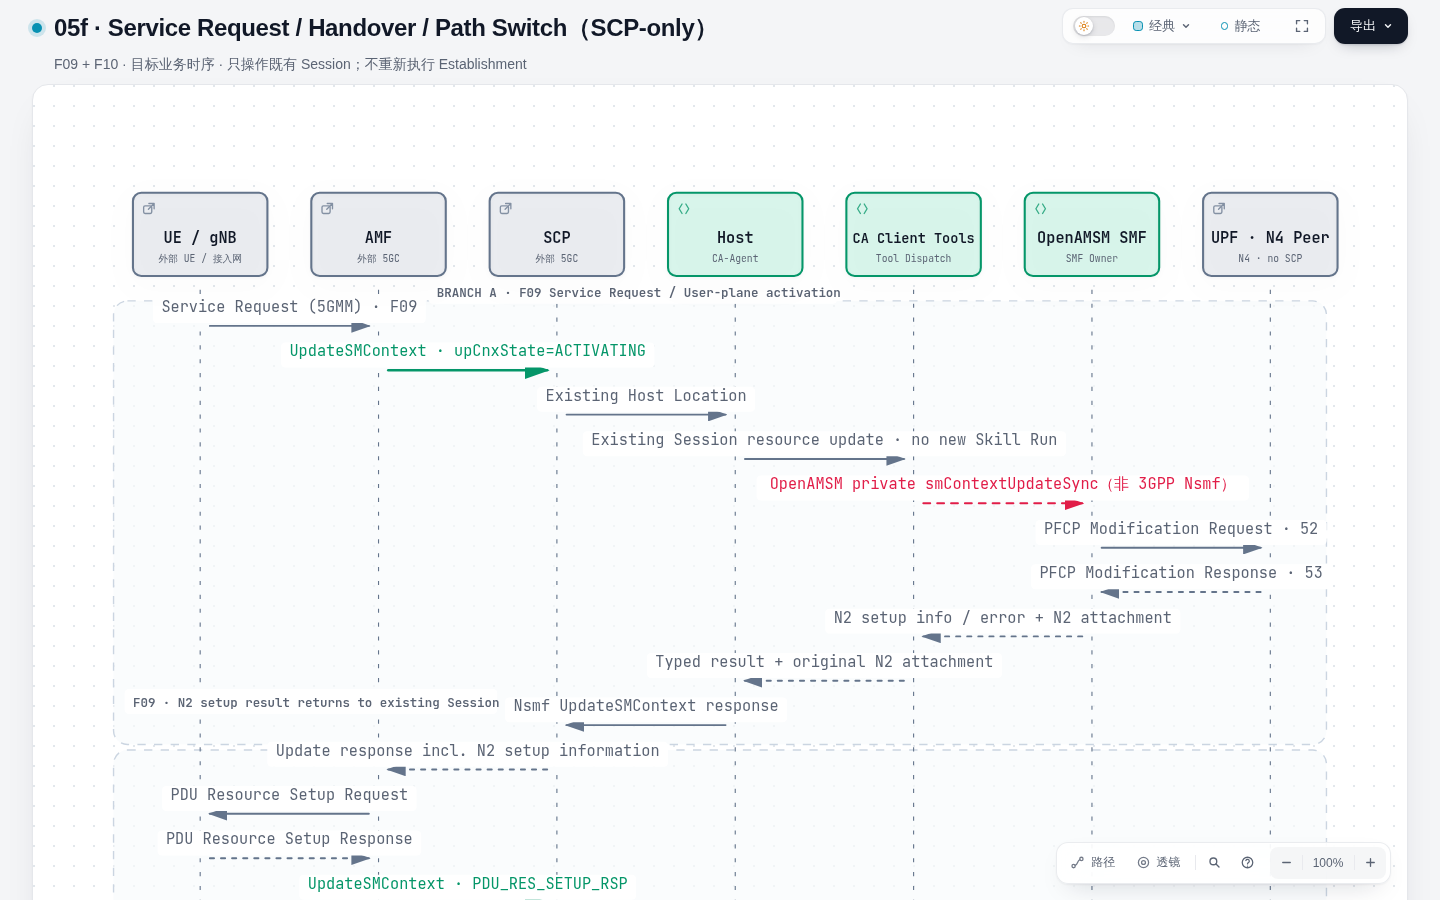 05f · Service Request / Handover / Path Switch（SCP-only）
经典
静态
导出
F09 + F10 · 目标业务时序 · 只操作既有 Session；不重新执行 Establishment
UE / gNB
外部 UE / 接入网
AMF
外部 5GC
SCP
外部 5GC
Host
CA-Agent
CA Client Tools
Tool Dispatch
OpenAMSM SMF
SMF Owner
UPF · N4 Peer
N4 · no SCP
BRANCH A · F09 Service Request / User-plane activation
Service Request (5GMM) · F09
UpdateSMContext · upCnxState=ACTIVATING
Existing Host Location
Existing Session resource update · no new Skill Run
OpenAMSM private smContextUpdateSync（非 3GPP Nsmf）
PFCP Modification Request · 52
PFCP Modification Response · 53
N2 setup info / error + N2 attachment
Typed result + original N2 attachment
F09 · N2 setup result returns to existing Session
Nsmf UpdateSMContext response
Update response incl. N2 setup information
PDU Resource Setup Request
PDU Resource Setup Response
UpdateSMContext · PDU_RES_SETUP_RSP
路径
透镜
100%